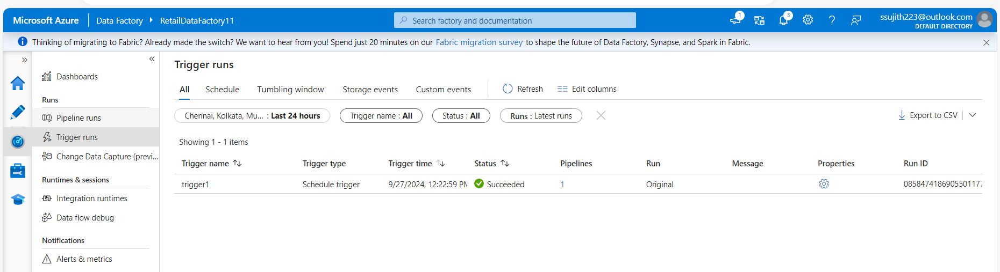 Microsoft Azure | Data Factory ▸ RetailDataFactory11
Search factory and documentation
1
3
ssujith223@outlook.com
DEFAULT DIRECTORY
Thinking of migrating to Fabric? Already made the switch? We want to hear from you! Spend just 20 minutes on our Fabric migration survey to shape the future of Data Factory, Synapse, and Spark in Fabric.
Dashboards
Runs
Pipeline runs
Trigger runs
Change Data Capture (previ...
Runtimes & sessions
Integration runtimes
Data flow debug
Notifications
Alerts & metrics
Trigger runs
All Schedule Tumbling window Storage events Custom events Refresh Edit columns
Chennai, Kolkata, Mu... : Last 24 hours Trigger name : All Status : All Runs : Latest runs Export to CSV
Showing 1 - 1 items
Trigger name Trigger type Trigger time Status Pipelines Run Message Properties Run ID
trigger1 Schedule trigger 9/27/2024, 12:22:59 PM Succeeded 1 Original 0858474186905501177